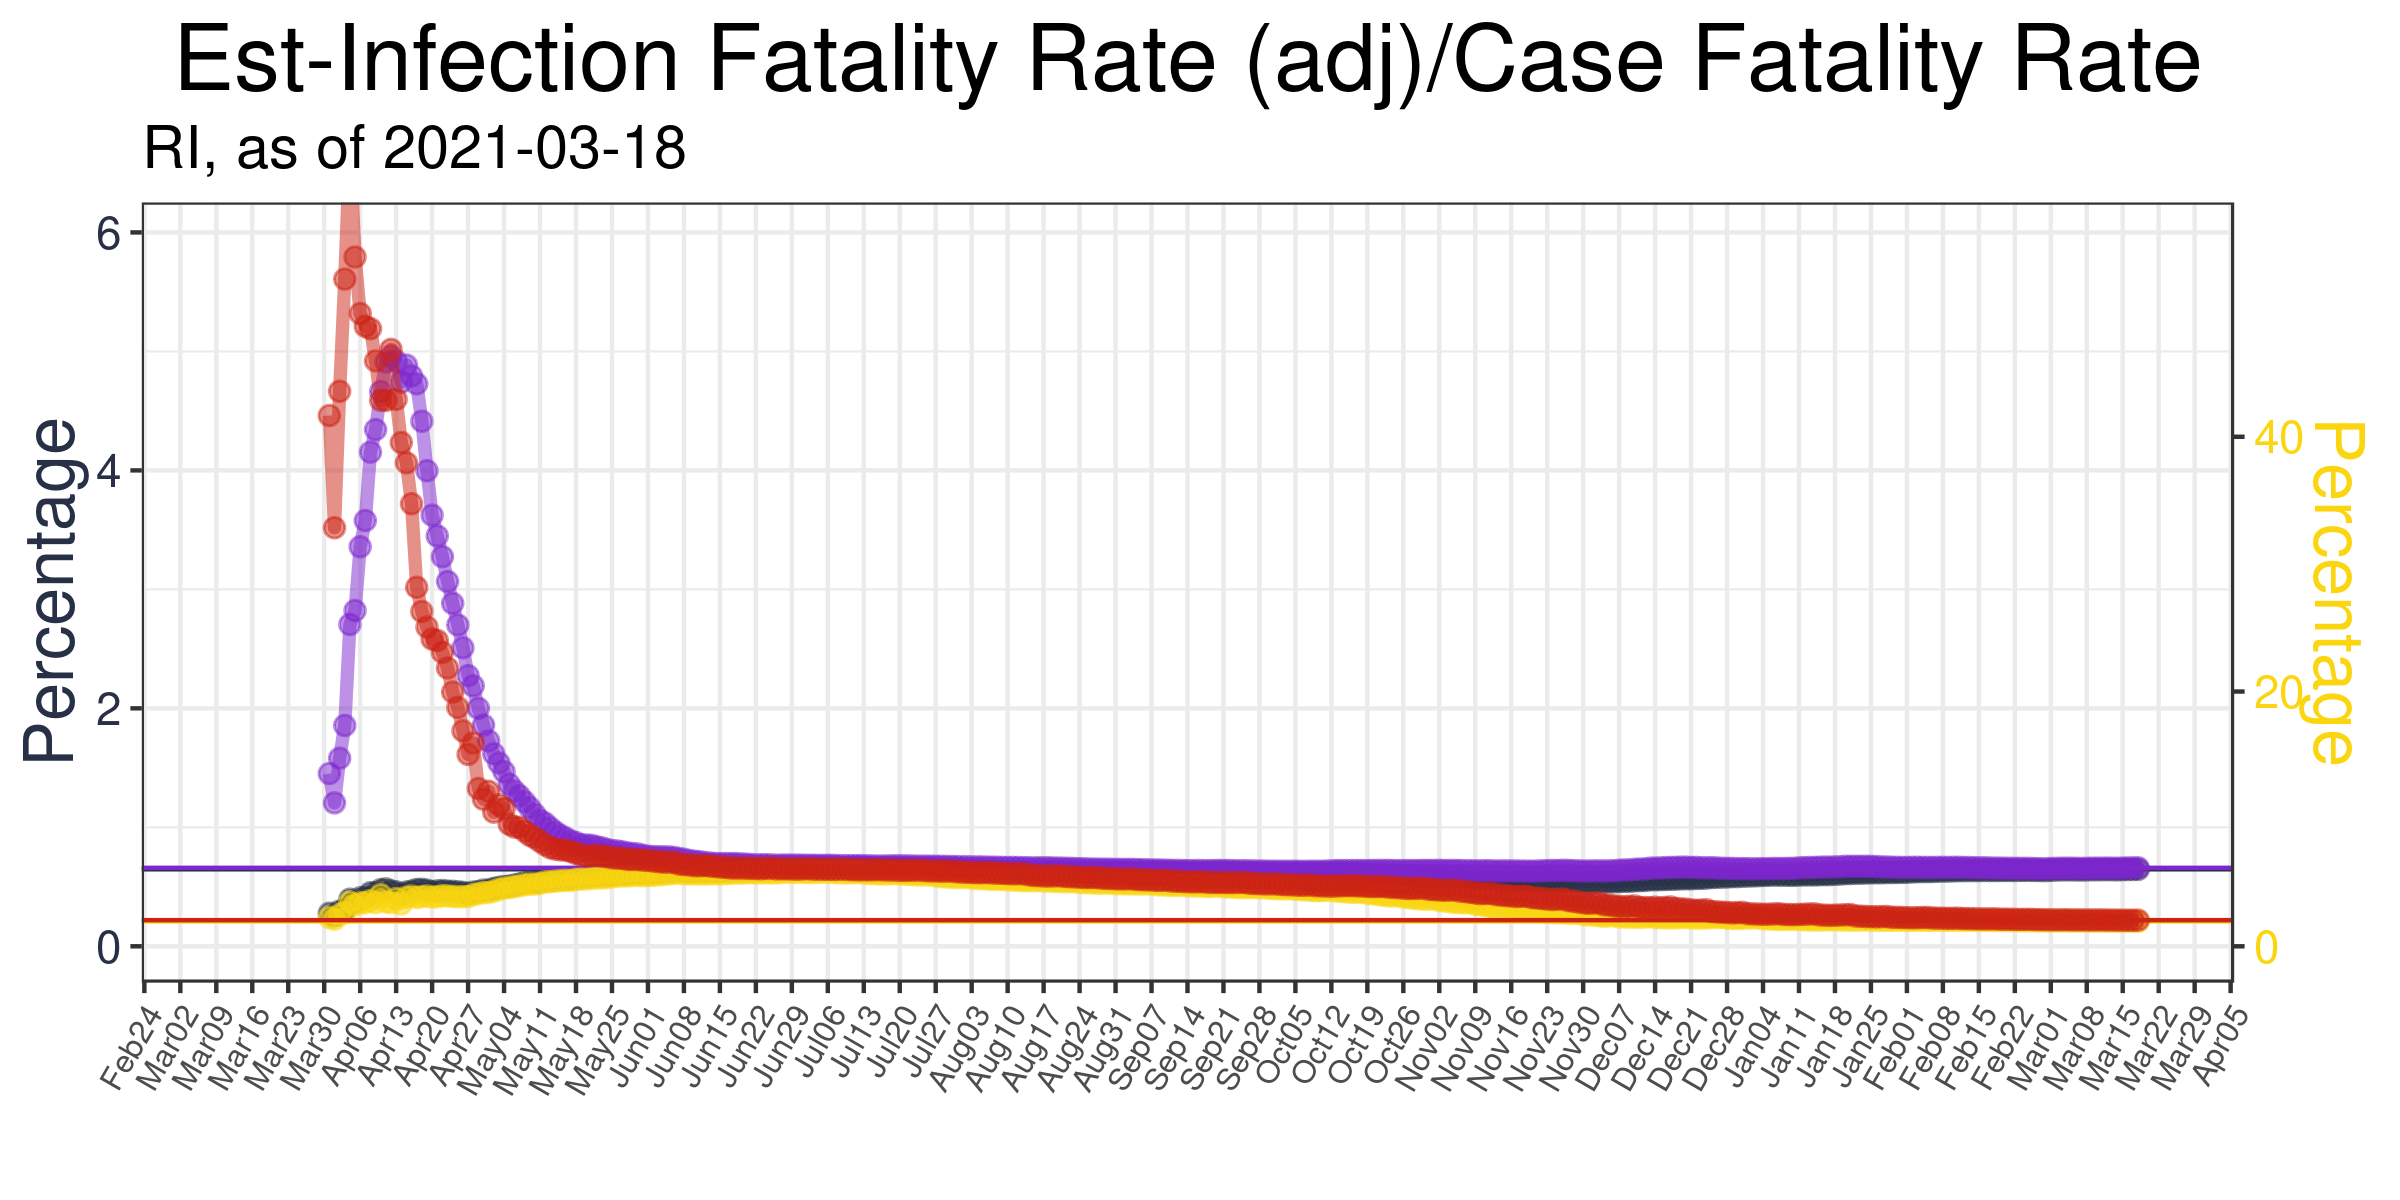 Est-Infection Fatality Rate (adj)/Case Fatality Rate
RI, as of 2021-03-18
Percentage
6
4
2
0
40
20
0
Percentage
Feb24
Mar02
Mar09
Mar16
Mar23
Mar30
Apr06
Apr13
Apr20
Apr27
May04
May11
May18
May25
Jun01
Jun08
Jun15
Jun22
Jun29
Jul06
Jul13
Jul20
Jul27
Aug03
Aug10
Aug17
Aug24
Aug31
Sep07
Sep14
Sep21
Sep28
Oct05
Oct12
Oct19
Oct26
Nov02
Nov09
Nov16
Nov23
Nov30
Dec07
Dec14
Dec21
Dec28
Dec04
Jan11
Jan18
Jan25
Feb01
Feb08
Feb15
Feb22
Mar01
Mar08
Mar15
Mar22
Mar29
Apr05